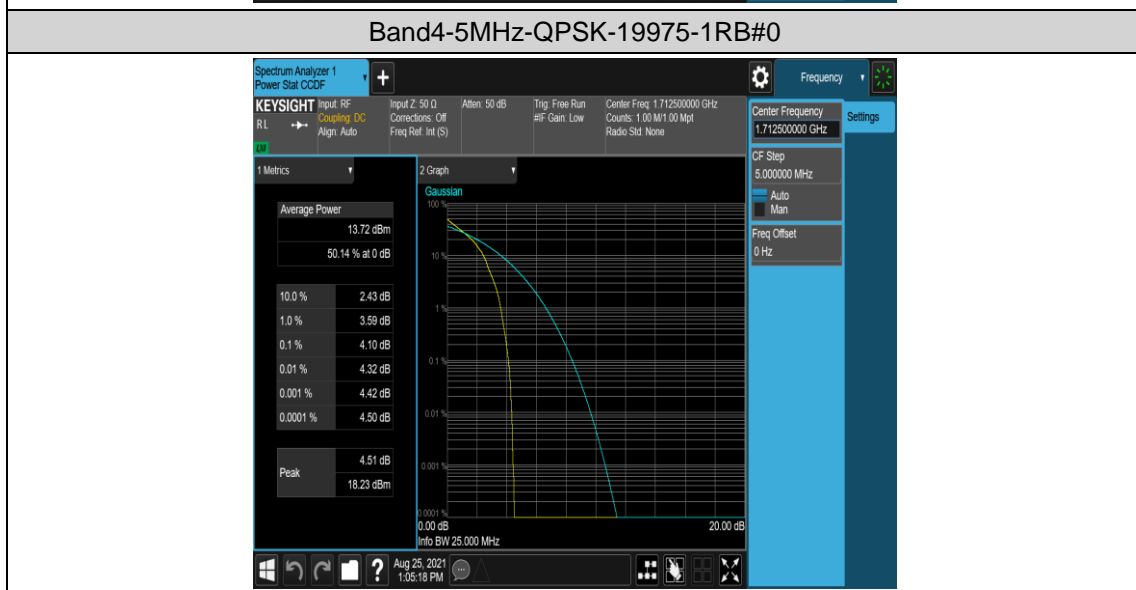 Band4-5MHz-QPSK-19975-1RB#0
Spectrum Analyzer 1
Power Stat CCDF
+
Frequency
KEYSIGHT
RL
LXI
Input: RF
Coupling: DC
Align: Auto
Input Z: 50 Ω
Corrections: Off
Freq Ref: Int (S)
Atten: 50 dB
Trig: Free Run
#IF Gain: Low
Center Freq: 1.712500000 GHz
Counts: 1.00 M/1.00 Mpt
Radio Std: None
Center Frequency
1.712500000 GHz
Settings
CF Step
5.000000 MHz
Auto
Man
Freq Offset
0 Hz
1 Metrics
Average Power
13.72 dBm
50.14 % at 0 dB
10.0 % 2.43 dB
1.0 % 3.59 dB
0.1 % 4.10 dB
0.01 % 4.32 dB
0.001 % 4.42 dB
0.0001 % 4.50 dB
Peak
4.51 dB
18.23 dBm
2 Graph
Gaussian
100 %
10 %
1 %
0.1 %
0.01 %
0.001 %
0.0001 %
0.00 dB 20.00 dB
Info BW 25.000 MHz
?
Aug 25, 2021
1:05:18 PM